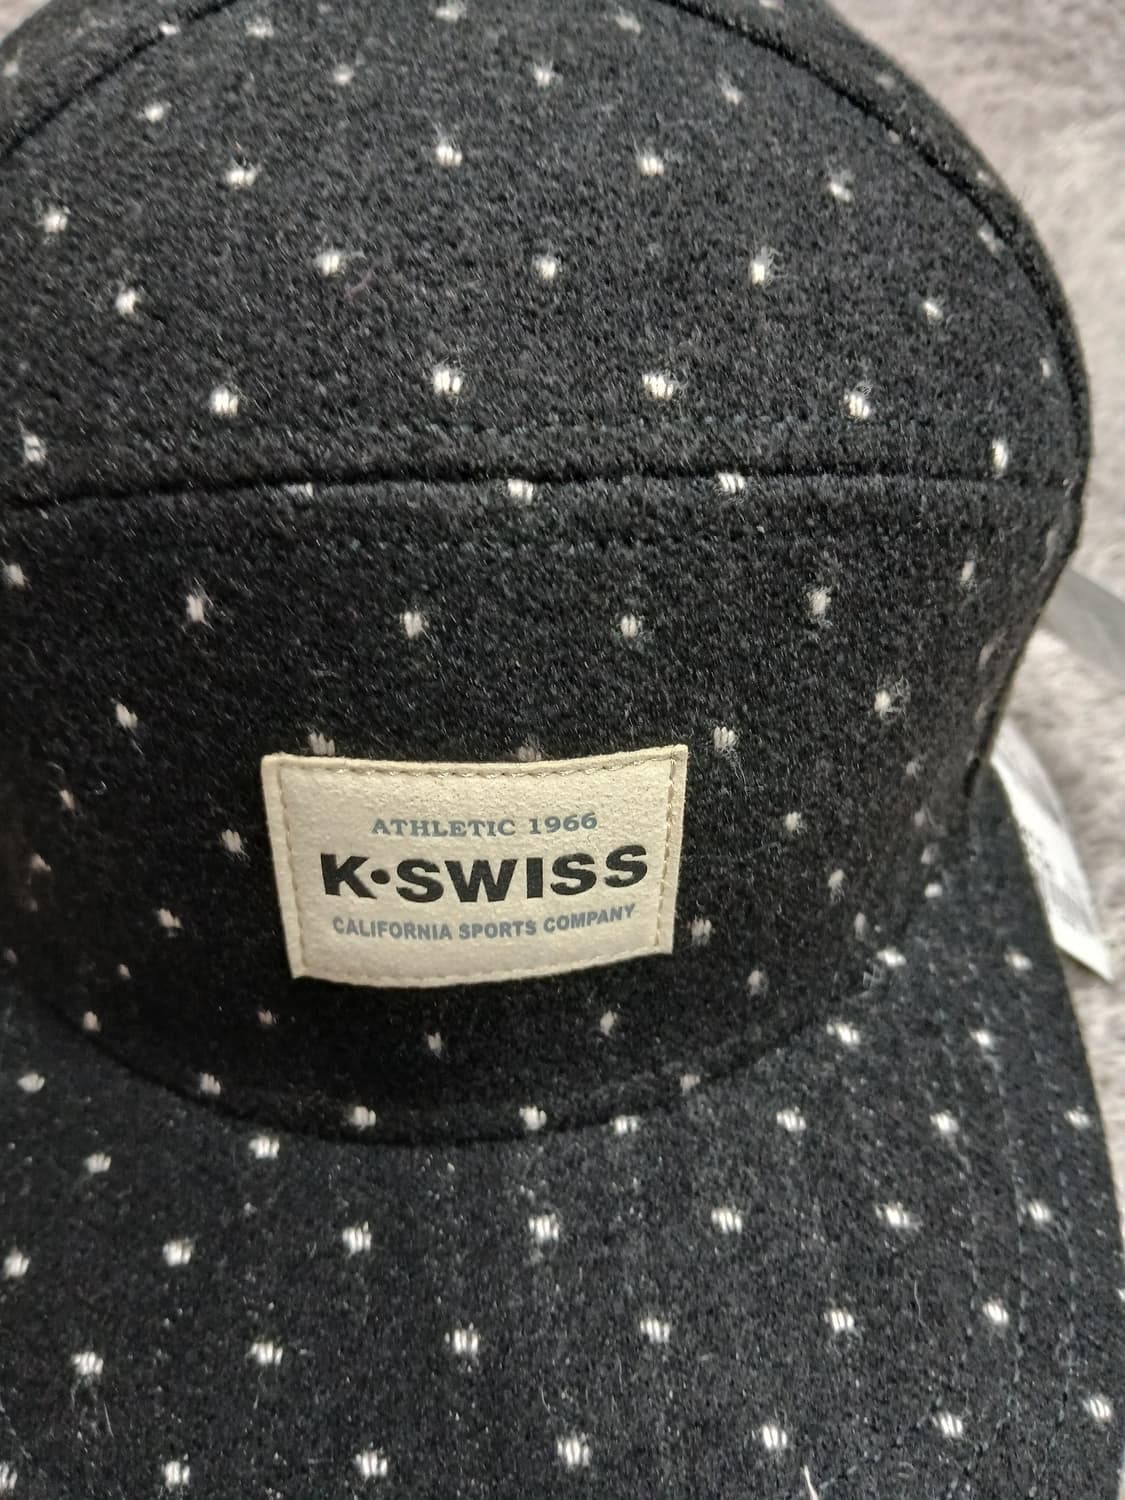 ATHLETIC 1966
K•SWISS
CALIFORNIA SPORTS COMPANY